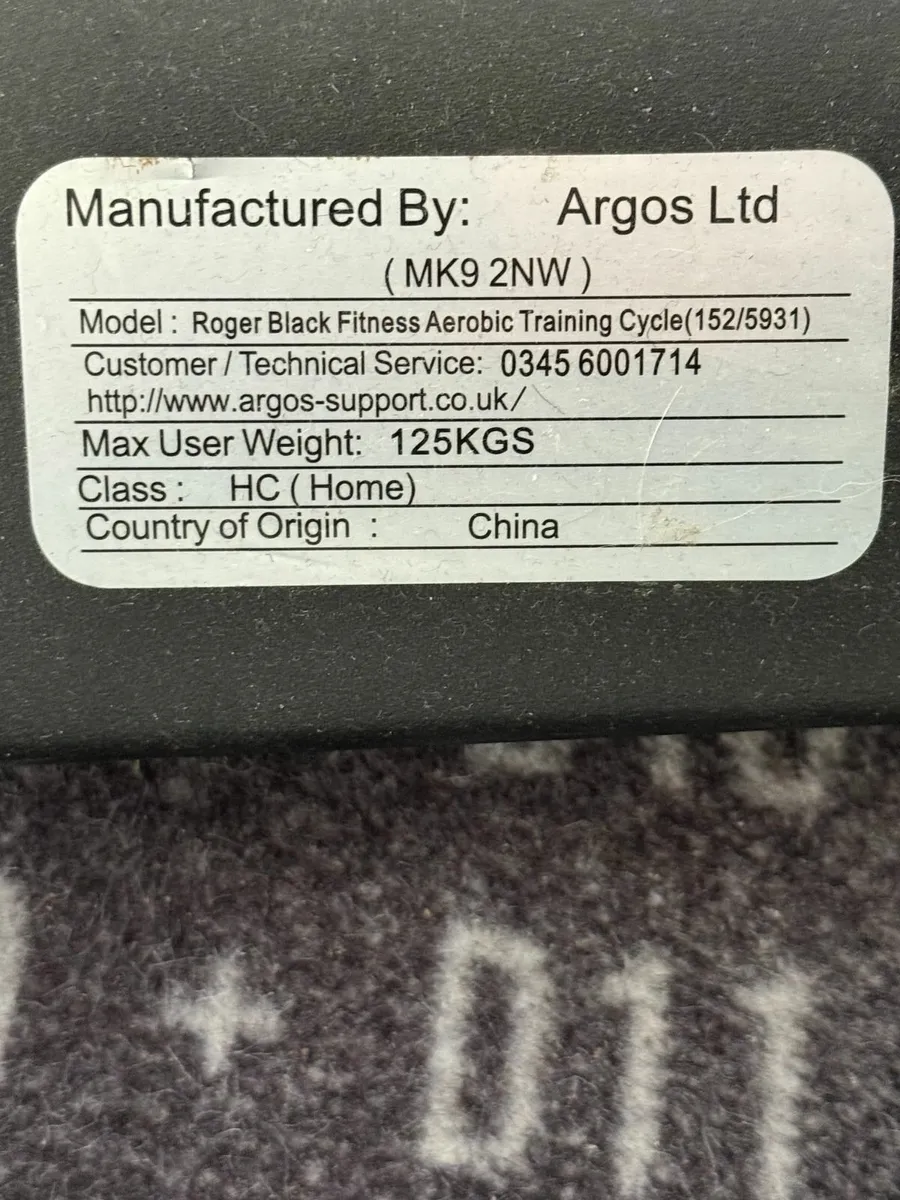 Manufactured By: Argos Ltd
( MK9 2NW )
Model : Roger Black Fitness Aerobic Training Cycle(152/5931)
Customer / Technical Service: 0345 6001714
http://www.argos-support.co.uk/
Max User Weight: 125KGS
Class : HC ( Home)
Country of Origin : China
+ 011